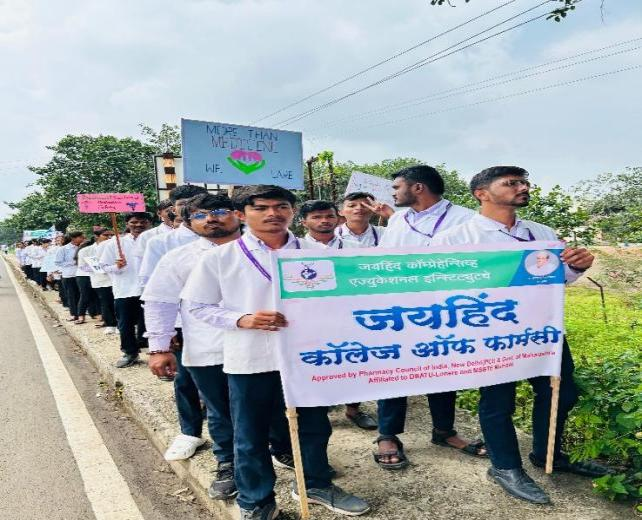 MORE THAN
MEDICINE
WE CARE
जयहिंद कॉम्प्रेहेन्सिव्ह
एज्युकेशनल इन्स्टिट्युटचे
जयहिंद
कॉलेज ऑफ फार्मसी
Approved by Pharmacy Council of India, New Delhi(PCI) & Govt. of Maharashtra
Affiliated to DBATU-Lonere and MSBTE Mumbai